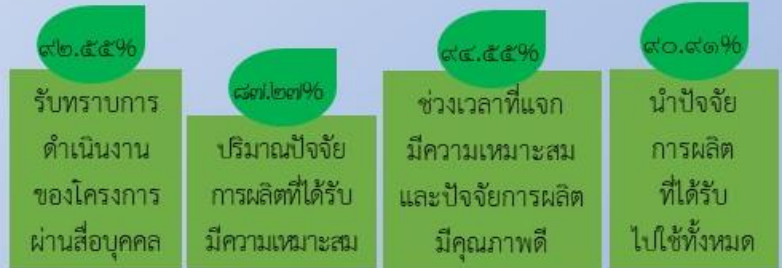 ๙๒.๕๕%
รับทราบการ
ดำเนินงาน
ของโครงการ
ผ่านสื่อบุคคล
๘๗.๒๗%
ปริมาณปัจจัย
การผลิตที่ได้รับ
มีความเหมาะสม
๙๔.๕๕%
ช่วงเวลาที่แจก
มีความเหมาะสม
และปัจจัยการผลิต
มีคุณภาพดี
๙๐.๙๑%
นำปัจจัย
การผลิต
ที่ได้รับ
ไปใช้ทั้งหมด